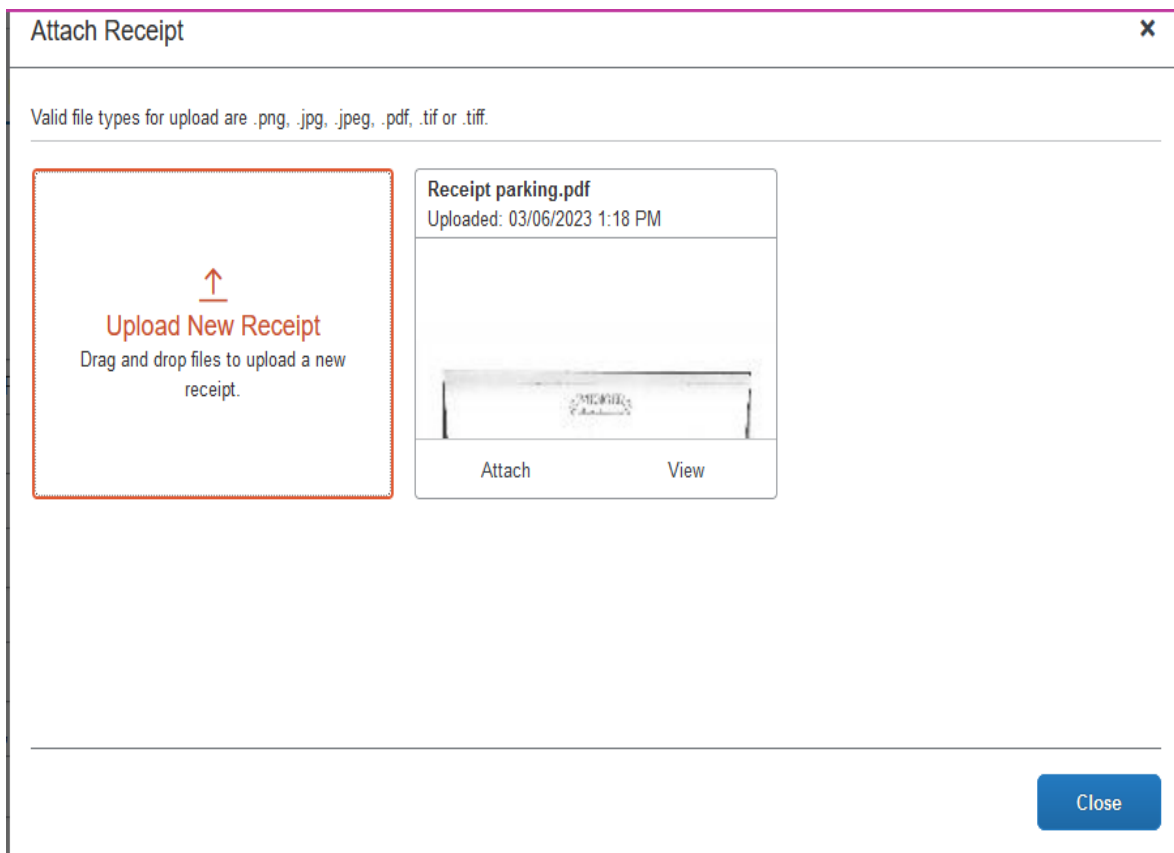 Attach Receipt
×
Valid file types for upload are .png, .jpg, .jpeg, .pdf, .tif or .tiff.
Upload New Receipt
Drag and drop files to upload a new
receipt.
Receipt parking.pdf
Uploaded: 03/06/2023 1:18 PM
Attach View
Close